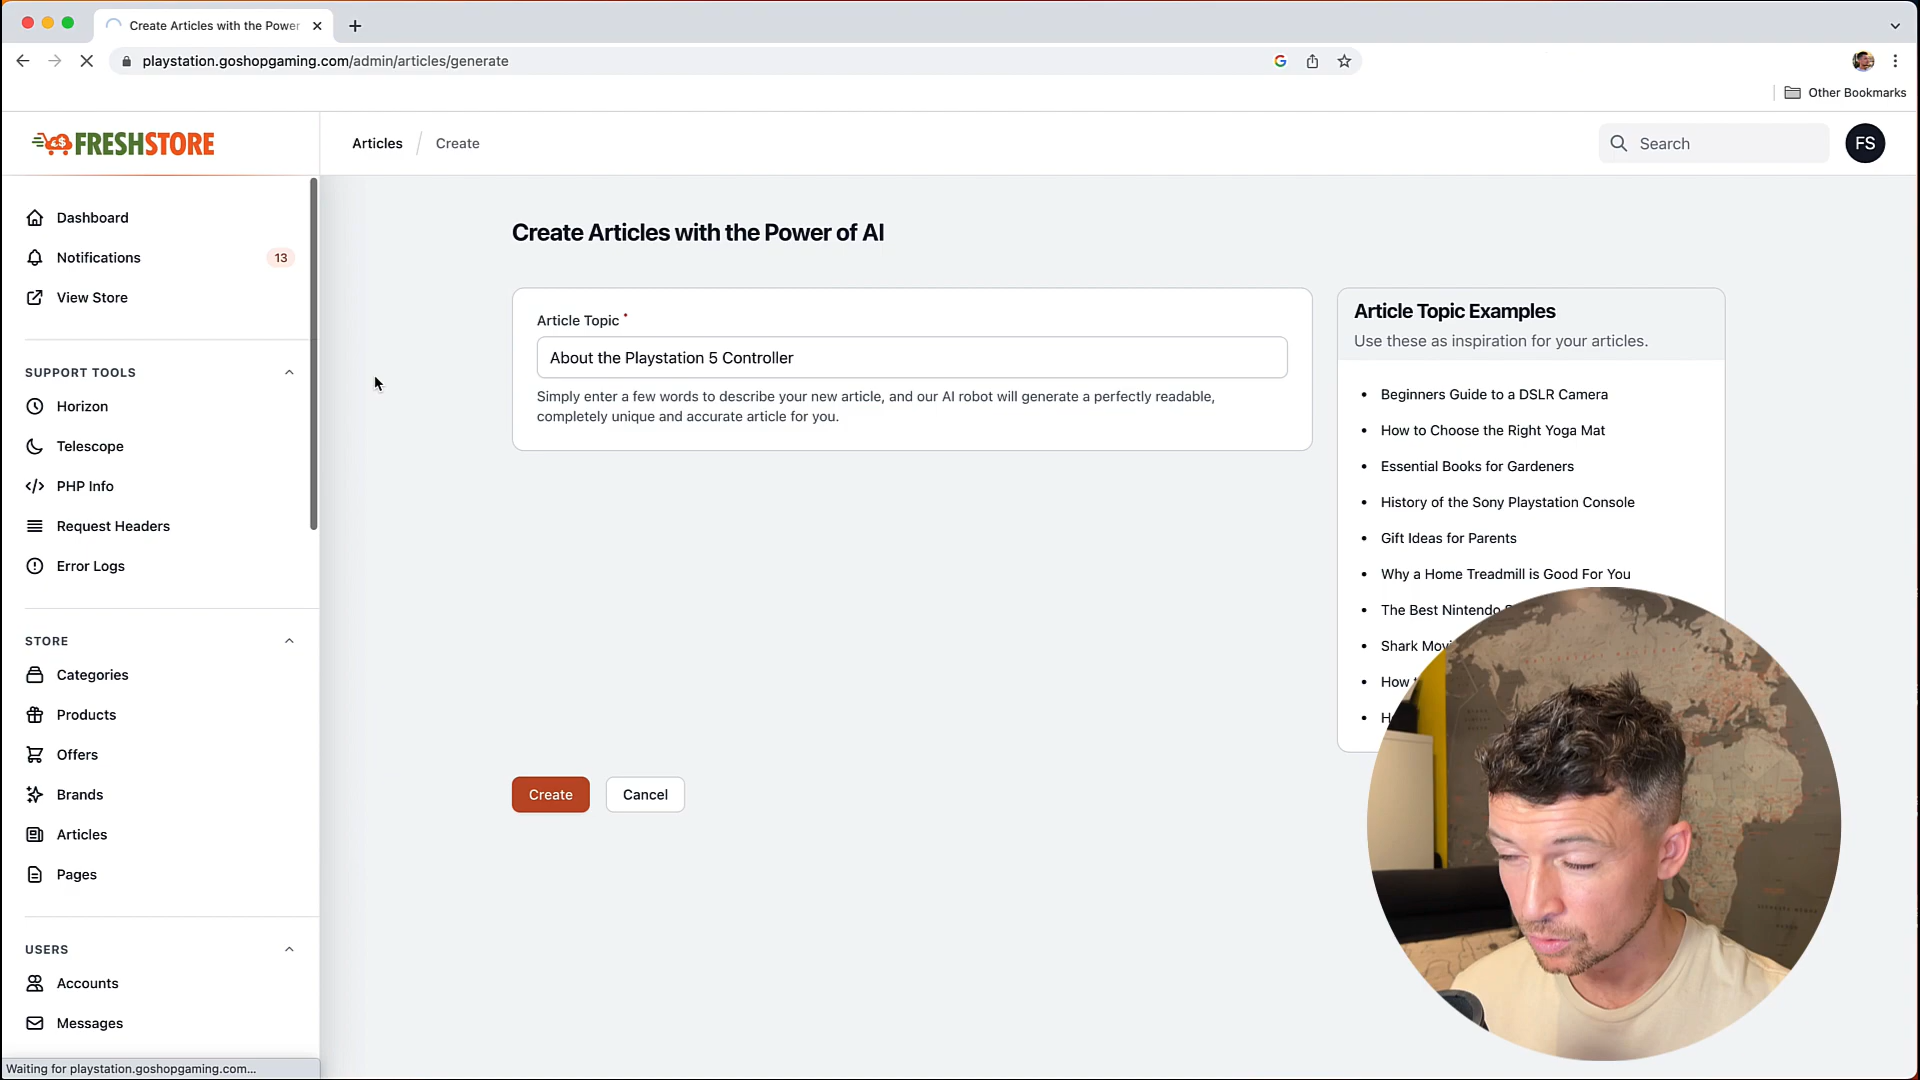 Create Articles with the Power
playstation.goshopgaming.com/admin/articles/generate
Other Bookmarks
FRESHSTORE
Articles / Create
Search
FS
Dashboard
Notifications 13
View Store
SUPPORT TOOLS
Horizon
Telescope
</> PHP Info
Request Headers
Error Logs
STORE
Categories
Products
Offers
Brands
Articles
Pages
USERS
Accounts
Messages
Waiting for playstation.goshopgaming.com...
Create Articles with the Power of AI
Article Topic *
About the Playstation 5 Controller
Simply enter a few words to describe your new article, and our AI robot will generate a perfectly readable,
completely unique and accurate article for you.
Create
Cancel
Article Topic Examples
Use these as inspiration for your articles.
• Beginners Guide to a DSLR Camera
• How to Choose the Right Yoga Mat
• Essential Books for Gardeners
• History of the Sony Playstation Console
• Gift Ideas for Parents
• Why a Home Treadmill is Good For You
• The Best Nintendo
• Shark
• How